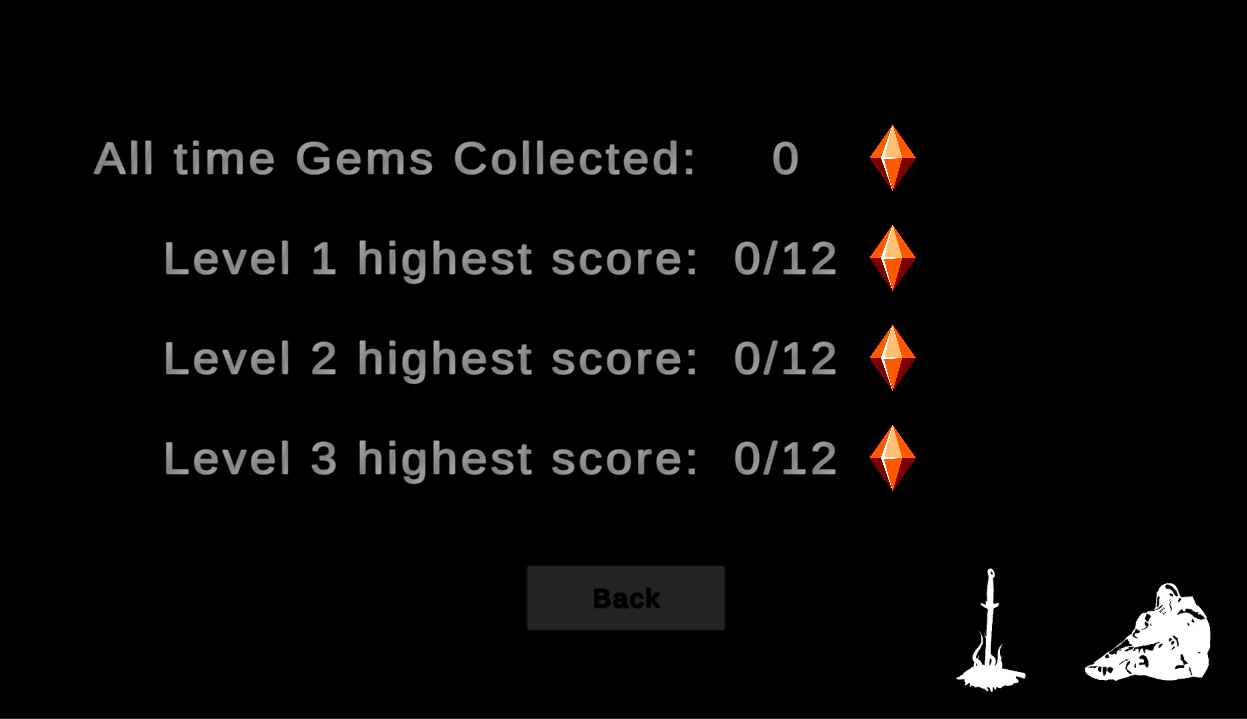 All time Gems Collected: 0
Level 1 highest score: 0/12
Level 2 highest score: 0/12
Level 3 highest score: 0/12
Back